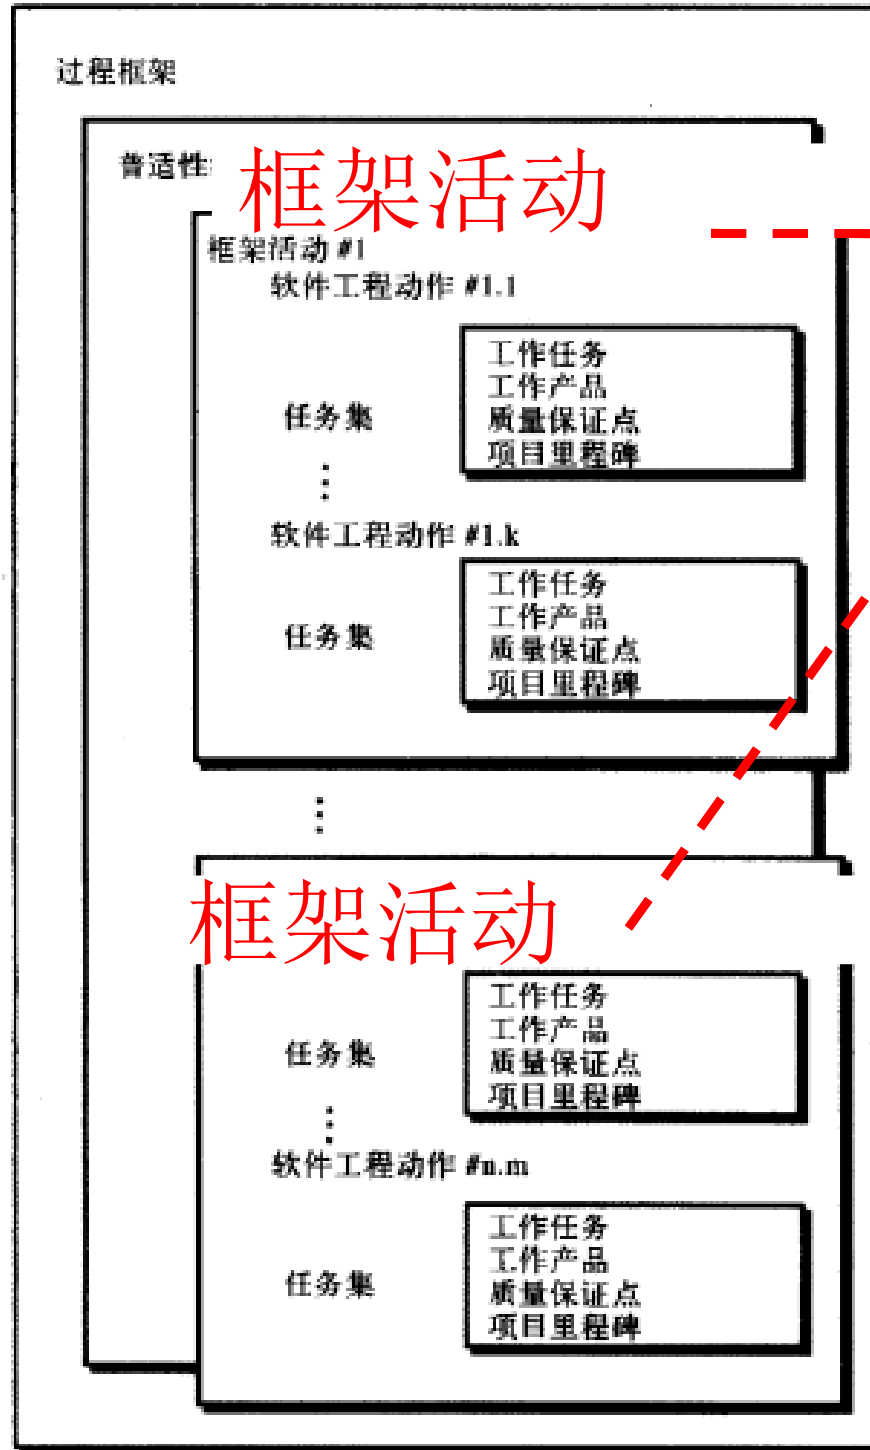 过程框架
普适性
框架活动
框架活动 #1
软件工程动作 #1.1
工作任务
工作产品
质量保证点
项目里程碑
任务集
软件工程动作 #1.k
工作任务
工作产品
质量保证点
项目里程碑
任务集
框架活动
工作任务
工作产品
质量保证点
项目里程碑
任务集
软件工程动作 #n.m
工作任务
工作产品
质量保证点
项目里程碑
任务集